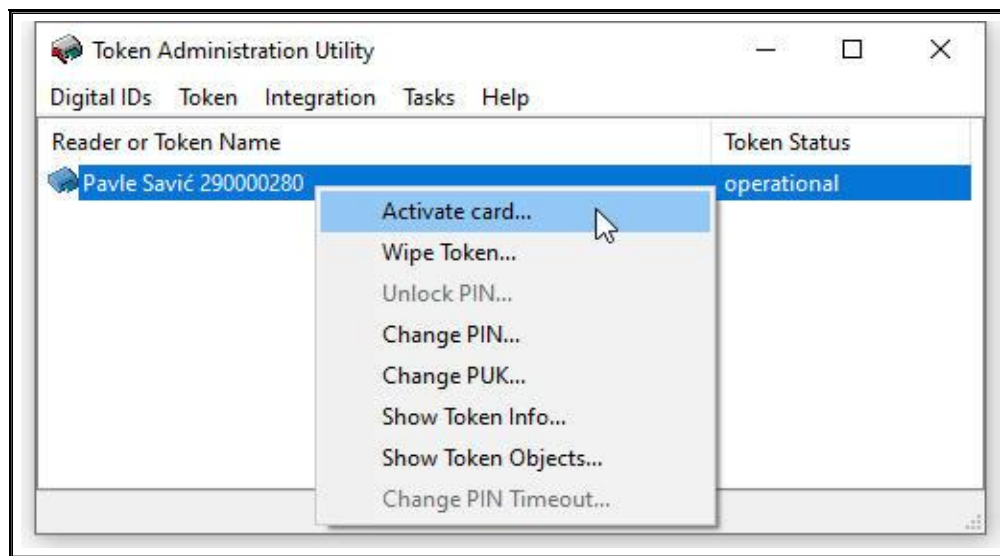 Token Administration Utility
Digital IDs Token Integration Tasks Help
Reader or Token Name Token Status
Pavle Savić 290000280 operational
Activate card...
Wipe Token...
Unlock PIN...
Change PIN...
Change PUK...
Show Token Info...
Show Token Objects...
Change PIN Timeout...